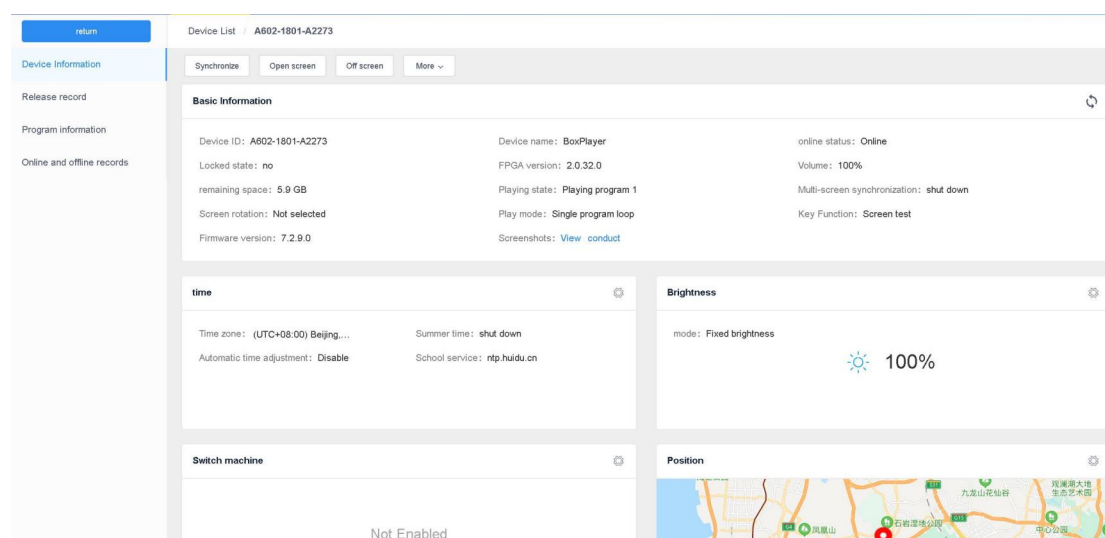 return
Device List / A602-1801-A2273
Device Information
Synchronize Open screen Off screen More
Release record
Basic Information
Program information
Device ID: A602-1801-A2273 Device name: BoxPlayer online status: Online
Online and offline records
Locked state: no FPGA version: 2.0.32.0 Volume: 100%
remaining space: 5.9 GB Playing state: Playing program 1 Multi-screen synchronization: shut down
Screen rotation: Not selected Play mode: Single program loop Key Function: Screen test
Firmware version: 7.2.9.0 Screenshots: View conduct
time Brightness
Time zone: (UTC+08:00) Beijing,... Summer time: shut down mode: Fixed brightness
Automatic time adjustment: Disable School service: ntp.huidu.cn
100%
Switch machine Position
九龙山花仙谷
观澜湖大地
生态艺术园
Not Enabled
G4 凤凰山
石岩湿地公园
G15
中心公园